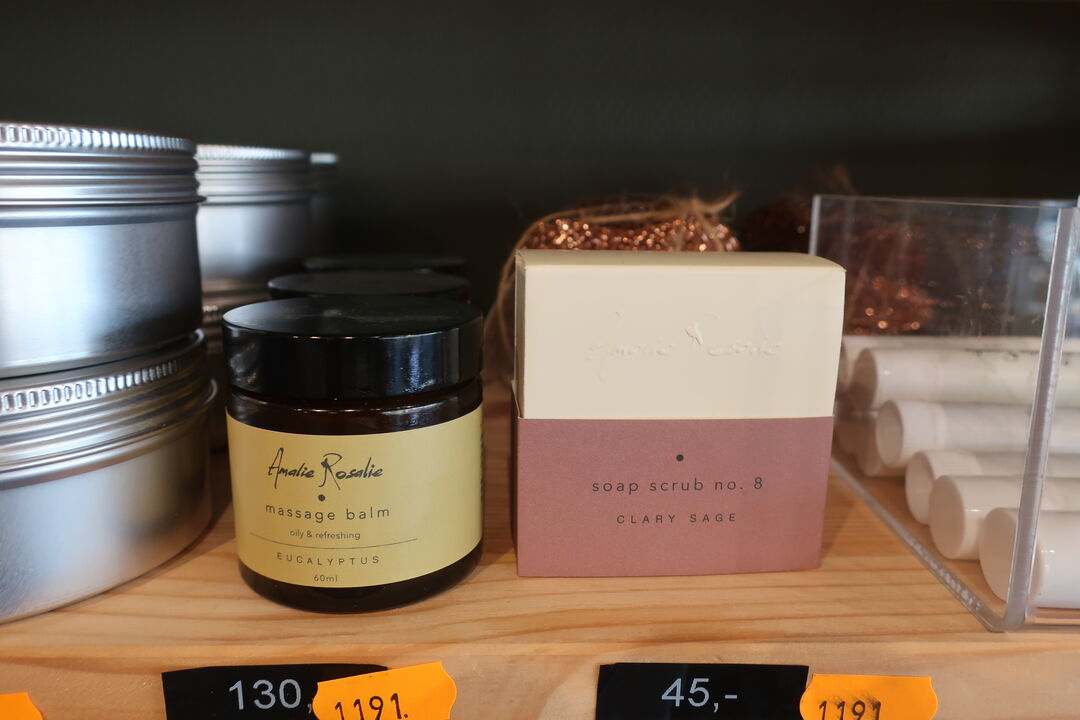 Amalie Rosalie
massage balm
oily & refreshing
EUCALYPTUS
60ml
Amalie Rosalie
soap scrub no. 8
CLARY SAGE
130,
1191.
45,-
1191